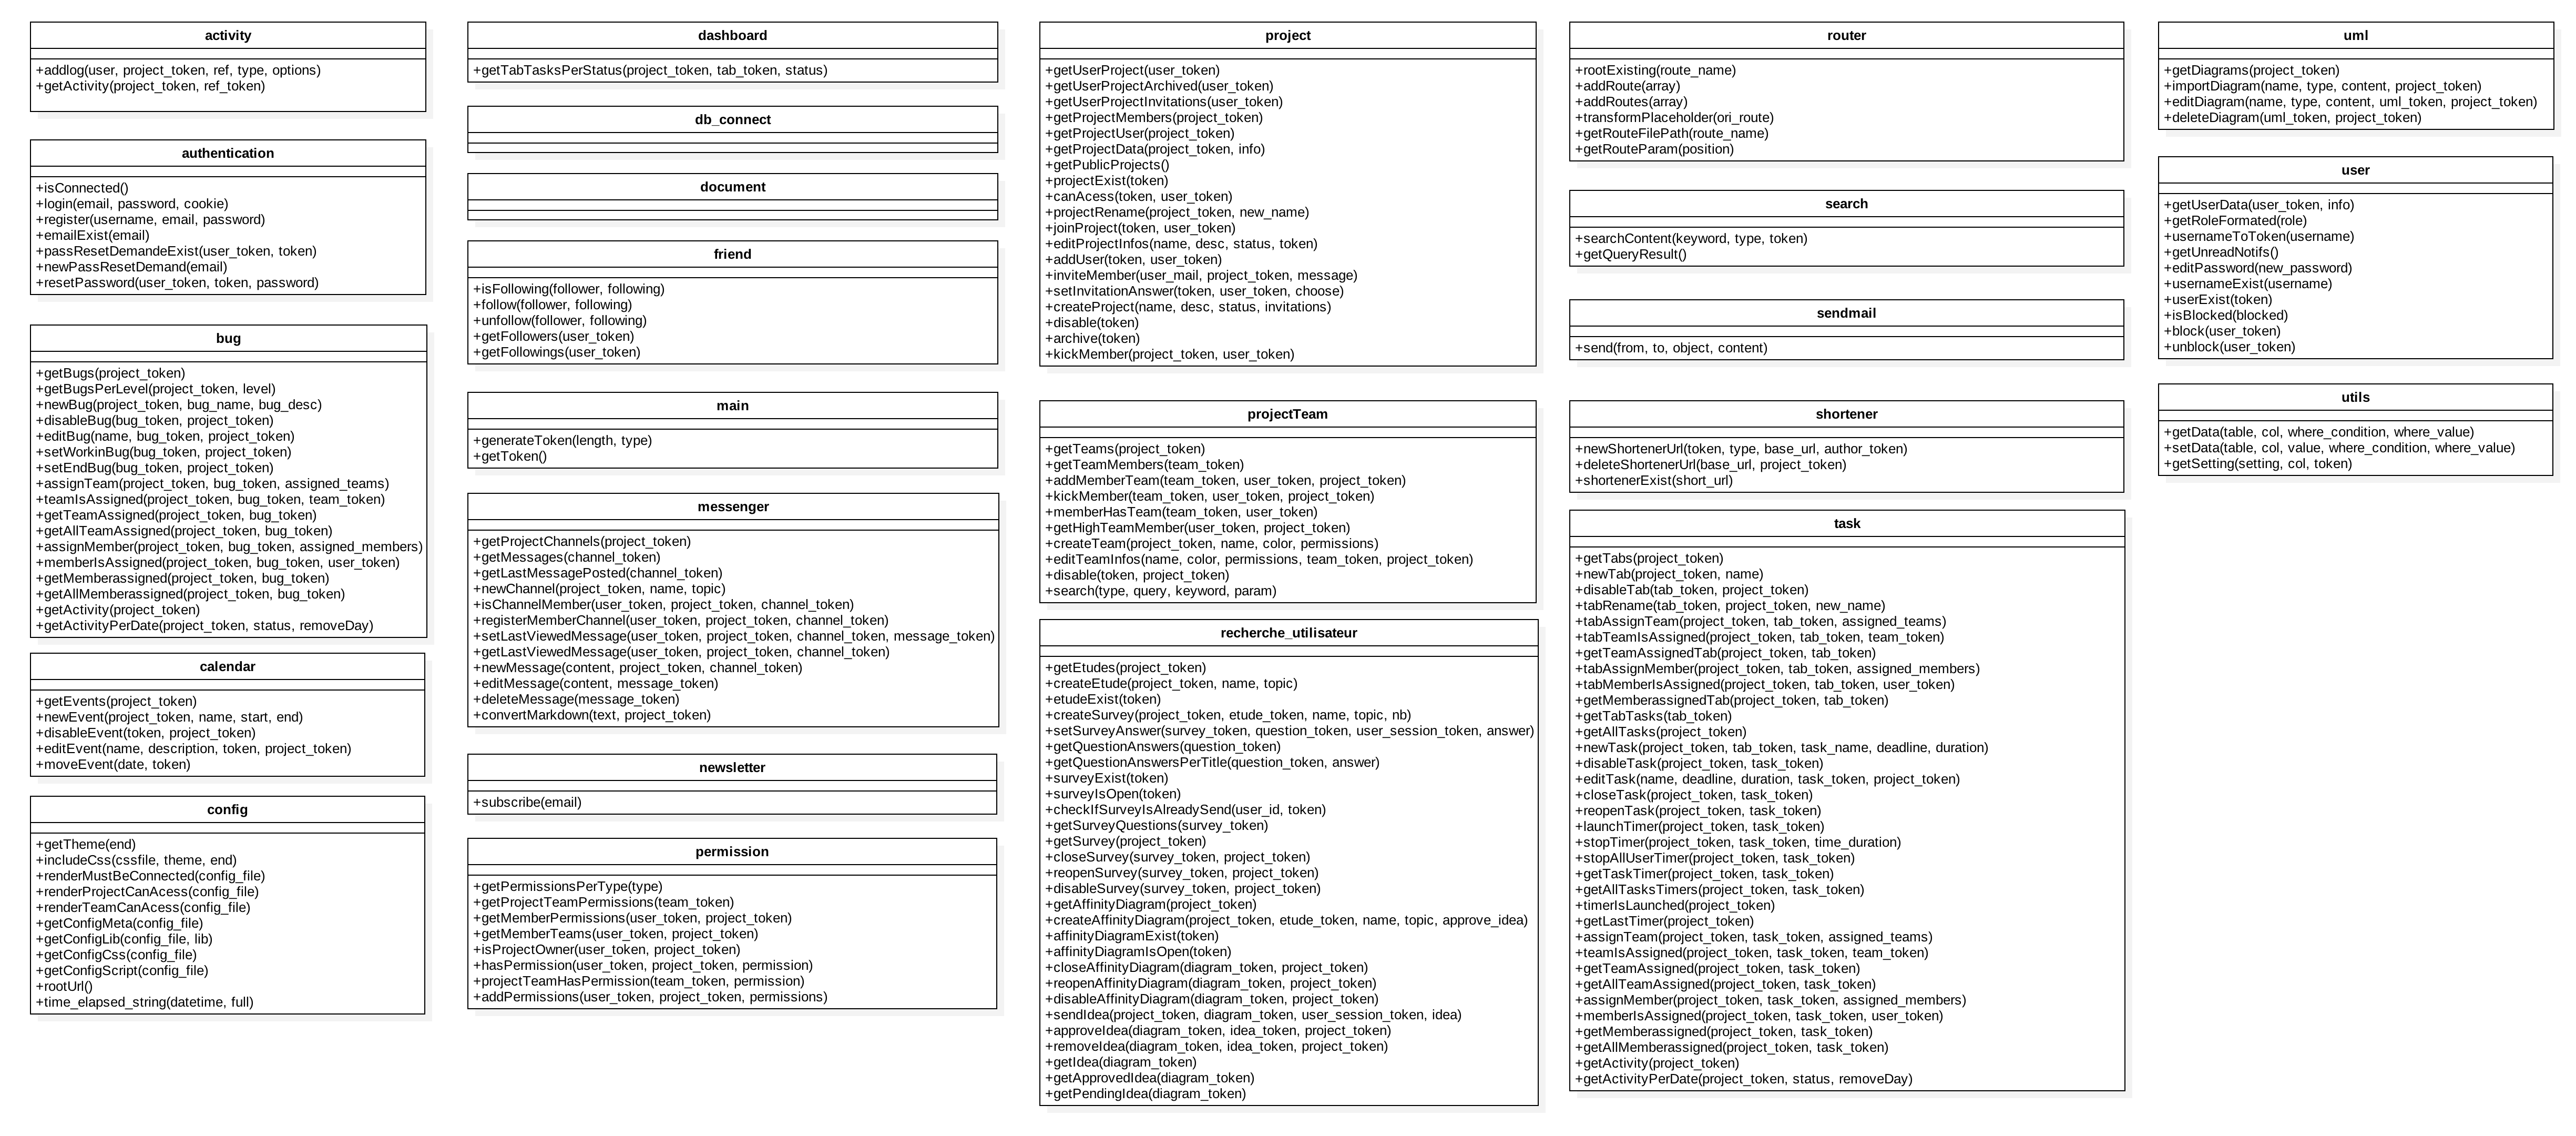 activity
+addlog(user, project_token, ref, type, options)
+getActivity(project_token, ref_token)
authentication
+isConnected()
+login(email, password, cookie)
+register(username, email, password)
+emailExist(email)
+passResetDemandeExist(user_token, token)
+newPassResetDemand(email)
+resetPassword(user_token, token, password)
bug
+getBugs(project_token)
+getBugsPerLevel(project_token, level)
+newBug(project_token, bug_name, bug_desc)
+disableBug(bug_token, project_token)
+editBug(name, bug_token, project_token)
+setWorkinBug(bug_token, project_token)
+setEndBug(bug_token, project_token)
+assignTeam(project_token, bug_token, assigned_teams)
+teamIsAssigned(project_token, bug_token, team_token)
+getTeamAssigned(project_token, bug_token)
+getAllTeamAssigned(project_token, bug_token)
+assignMember(project_token, bug_token, assigned_members)
+memberIsAssigned(project_token, bug_token, user_token)
+getMemberassigned(project_token, bug_token)
+getAllMemberassigned(project_token, bug_token)
+getActivity(project_token)
+getActivityPerDate(project_token, status, removeDay)
calendar
+getEvents(project_token)
+newEvent(project_token, name, start, end)
+disableEvent(token, project_token)
+editEvent(name, description, token, project_token)
+moveEvent(date, token)
config
+getTheme(end)
+includeCss(cssfile, theme, end)
+renderMustBeConnected(config_file)
+renderProjectCanAcess(config_file)
+renderTeamCanAcess(config_file)
+getConfigMeta(config_file)
+getConfigLib(config_file, lib)
+getConfigCss(config_file)
+getConfigScript(config_file)
+rootUrl()
+time_elapsed_string(datetime, full)
dashboard
+getTabTasksPerStatus(project_token, tab_token, status)
db_connect
document
friend
+isFollowing(follower, following)
+follow(follower, following)
+unfollow(follower, following)
+getFollowers(user_token)
+getFollowings(user_token)
main
+generateToken(length, type)
+getToken()
messenger
+getProjectChannels(project_token)
+getMessages(channel_token)
+getLastMessagePosted(channel_token)
+newChannel(project_token, name, topic)
+isChannelMember(user_token, project_token, channel_token)
+registerMemberChannel(user_token, project_token, channel_token)
+setLastViewedMessage(user_token, project_token, channel_token, message_token)
+getLastViewedMessage(user_token, project_token, channel_token)
+newMessage(content, project_token, channel_token)
+editMessage(content, message_token)
+deleteMessage(message_token)
+convertMarkdown(text, project_token)
newsletter
+subscribe(email)
permission
+getPermissionsPerType(type)
+getProjectTeamPermissions(team_token)
+getMemberPermissions(user_token, project_token)
+getMemberTeams(user_token, project_token)
+isProjectOwner(user_token, project_token)
+hasPermission(user_token, project_token, permission)
+projectTeamHasPermission(team_token, permission)
+addPermissions(user_token, project_token, permissions)
project
+getUserProject(user_token)
+getUserProjectArchived(user_token)
+getUserProjectInvitations(user_token)
+getProjectMembers(project_token)
+getProjectUser(project_token)
+getProjectData(project_token, info)
+getPublicProjects()
+projectExist(token)
+canAcess(token, user_token)
+projectRename(project_token, new_name)
+joinProject(token, user_token)
+editProjectInfos(name, desc, status, token)
+addUser(token, user_token)
+inviteMember(user_mail, project_token, message)
+setInvitationAnswer(token, user_token, choose)
+createProject(name, desc, status, invitations)
+disable(token)
+archive(token)
+kickMember(project_token, user_token)
projectTeam
+getTeams(project_token)
+getTeamMembers(team_token)
+addMemberTeam(team_token, user_token, project_token)
+kickMember(team_token, user_token, project_token)
+memberHasTeam(team_token, user_token)
+getHighTeamMember(user_token, project_token)
+createTeam(project_token, name, color, permissions)
+editTeamInfos(name, color, permissions, team_token, project_token)
+disable(token, project_token)
+search(type, query, keyword, param)
recherche_utilisateur
+getEtudes(project_token)
+createEtude(project_token, name, topic)
+etudeExist(token)
+createSurvey(project_token, etude_token, name, topic, nb)
+setSurveyAnswer(survey_token, question_token, user_session_token, answer)
+getQuestionAnswers(question_token)
+getQuestionAnswersPerTitle(question_token, answer)
+surveyExist(token)
+surveyIsOpen(token)
+checkIfSurveyIsAlreadySend(user_id, token)
+getSurveyQuestions(survey_token)
+getSurvey(project_token)
+closeSurvey(survey_token, project_token)
+reopenSurvey(survey_token, project_token)
+disableSurvey(survey_token, project_token)
+getAffinityDiagram(project_token)
+createAffinityDiagram(project_token, etude_token, name, topic, approve_idea)
+affinityDiagramExist(token)
+affinityDiagramIsOpen(token)
+closeAffinityDiagram(diagram_token, project_token)
+reopenAffinityDiagram(diagram_token, project_token)
+disableAffinityDiagram(diagram_token, project_token)
+sendIdea(project_token, diagram_token, user_session_token, idea)
+approveIdea(diagram_token, idea_token, project_token)
+removeIdea(diagram_token, idea_token, project_token)
+getIdea(diagram_token)
+getApprovedIdea(diagram_token)
+getPendingIdea(diagram_token)
router
+rootExisting(route_name)
+addRoute(array)
+addRoutes(array)
+transformPlaceholder(ori_route)
+getRouteFilePath(route_name)
+getRouteParam(position)
search
+searchContent(keyword, type, token)
+getQueryResult()
sendmail
+send(from, to, object, content)
shortener
+newShortenerUrl(token, type, base_url, author_token)
+deleteShortenerUrl(base_url, project_token)
+shortenerExist(short_url)
task
+getTabs(project_token)
+newTab(project_token, name)
+disableTab(tab_token, project_token)
+tabRename(tab_token, project_token, new_name)
+tabAssignTeam(project_token, tab_token, assigned_teams)
+tabTeamIsAssigned(project_token, tab_token, team_token)
+getTeamAssignedTab(project_token, tab_token)
+tabAssignMember(project_token, tab_token, assigned_members)
+tabMemberIsAssigned(project_token, tab_token, user_token)
+getMemberassignedTab(project_token, tab_token)
+getTabTasks(tab_token)
+getAllTasks(project_token)
+newTask(project_token, tab_token, task_name, deadline, duration)
+disableTask(project_token, task_token)
+editTask(name, deadline, duration, task_token, project_token)
+closeTask(project_token, task_token)
+reopenTask(project_token, task_token)
+launchTimer(project_token, task_token)
+stopTimer(project_token, task_token, time_duration)
+stopAllUserTimer(project_token, task_token)
+getTaskTimer(project_token, task_token)
+getAllTasksTimers(project_token, task_token)
+timerIsLaunched(project_token)
+getLastTimer(project_token)
+assignTeam(project_token, task_token, assigned_teams)
+teamIsAssigned(project_token, task_token, team_token)
+getTeamAssigned(project_token, task_token)
+getAllTeamAssigned(project_token, task_token)
+assignMember(project_token, task_token, assigned_members)
+memberIsAssigned(project_token, task_token, user_token)
+getMemberassigned(project_token, task_token)
+getAllMemberassigned(project_token, task_token)
+getActivity(project_token)
+getActivityPerDate(project_token, status, removeDay)
uml
+getDiagrams(project_token)
+importDiagram(name, type, content, project_token)
+editDiagram(name, type, content, uml_token, project_token)
+deleteDiagram(uml_token, project_token)
user
+getUserData(user_token, info)
+getRoleFormated(role)
+usernameToToken(username)
+getUnreadNotifs()
+editPassword(new_password)
+usernameExist(username)
+userExist(token)
+isBlocked(blocked)
+block(user_token)
+unblock(user_token)
utils
+getData(table, col, where_condition, where_value)
+setData(table, col, value, where_condition, where_value)
+getSetting(setting, col, token)